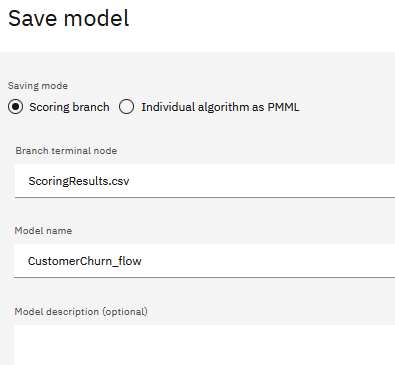 Save model
Saving mode
Scoring branch Individual algorithm as PMML
Branch terminal node
ScoringResults.csv
Model name
CustomerChurn_flow
Model description (optional)